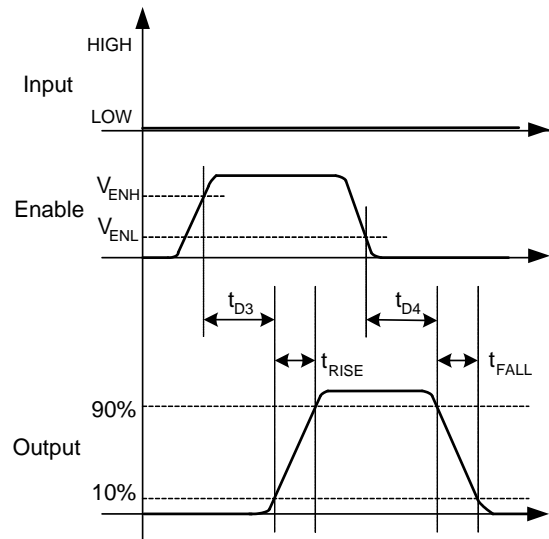 HIGH
Input
LOW
V_ENH
Enable
V_ENL
t_D3
t_D4
t_RISE
t_FALL
90%
Output
10%